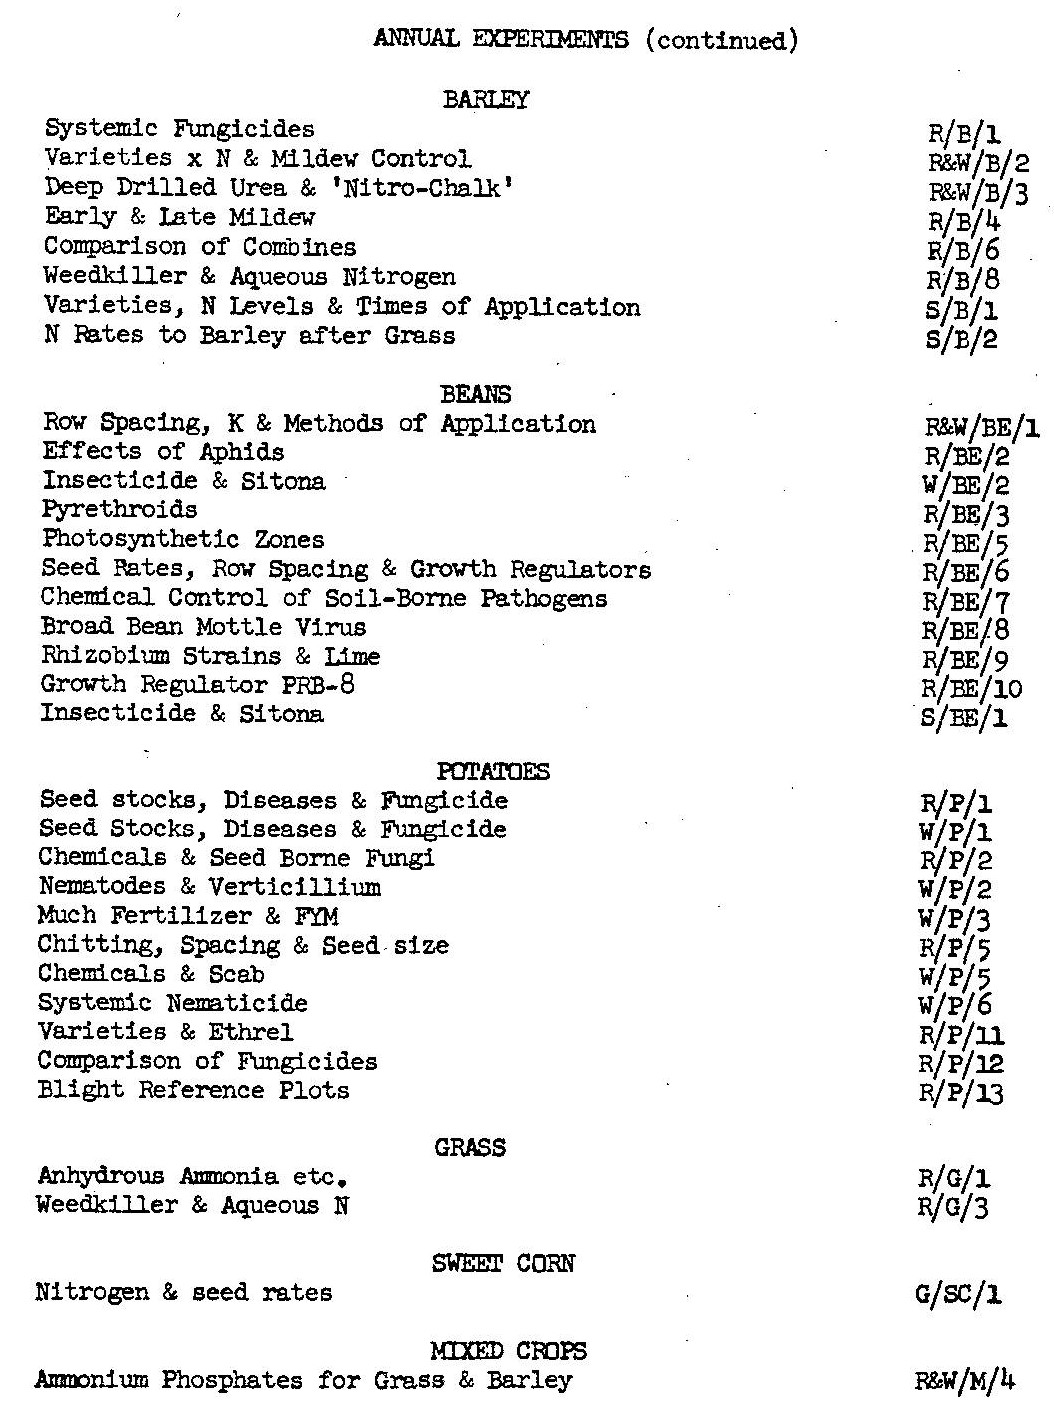 ANNUAL EXPERIMENTS (continued)
BARLEY
Systemic Fungicides R/B/1
Varieties x N & Mildew Control R&W/B/2
Deep Drilled Urea & 'Nitro-Chalk' R&W/B/3
Early & Late Mildew R/B/4
Comparison of Combines R/B/6
Weedkiller & Aqueous Nitrogen R/B/8
Varieties, N Levels & Times of Application S/B/1
N Rates to Barley after Grass S/B/2
BEANS
Row Spacing, K & Methods of Application R&W/BE/1
Effects of Aphids R/BE/2
Insecticide & Sitona W/BE/2
Pyrethroids R/BE/3
Photosynthetic Zones R/BE/5
Seed Rates, Row Spacing & Growth Regulators R/BE/6
Chemical Control of Soil-Borne Pathogens R/BE/7
Broad Bean Mottle Virus R/BE/8
Rhizobium Strains & Lime R/BE/9
Growth Regulator PRB-8 R/BE/10
Insecticide & Sitona S/BE/1
POTATOES
Seed stocks, Diseases & Fungicide R/P/1
Seed Stocks, Diseases & Fungicide W/P/1
Chemicals & Seed Borne Fungi R/P/2
Nematodes & Verticillium W/P/2
Much Fertilizer & FYM W/P/3
Chitting, Spacing & Seed size R/P/5
Chemicals & Scab W/P/5
Systemic Nematicide W/P/6
Varieties & Ethrel R/P/11
Comparison of Fungicides R/P/12
Blight Reference Plots R/P/13
GRASS
Anhydrous Ammonia etc. R/G/1
Weedkiller & Aqueous N R/G/3
SWEET CORN
Nitrogen & seed rates G/SC/1
MIXED CROPS
Ammonium Phosphates for Grass & Barley R&W/M/4